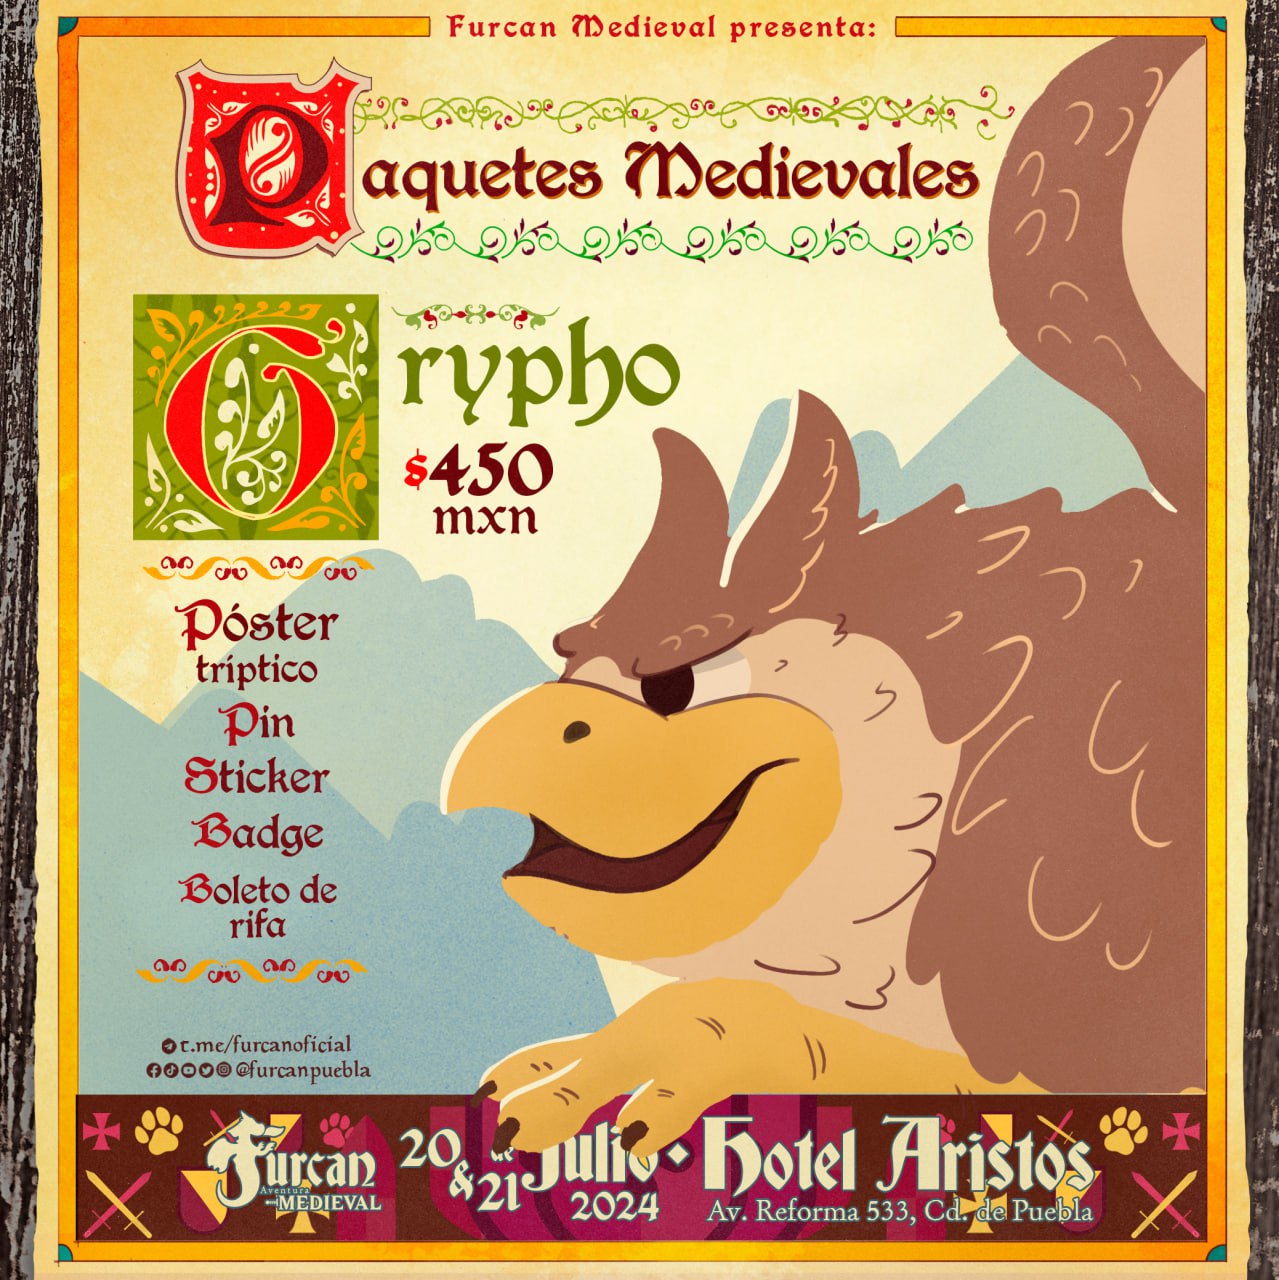 Furcan Medieval presenta:
Paquetes Medievales
Grypho
$450
mxn
Póster
tríptico
Pin
Sticker
Badge
Boleto de
rifa
t.me/furcanoficial
@furcanpuebla
Furcan
Aventura
MEDIEVAL
20 & 21 de Julio
2024
Hotel Aristos
Av. Reforma 533, Cd. de Puebla